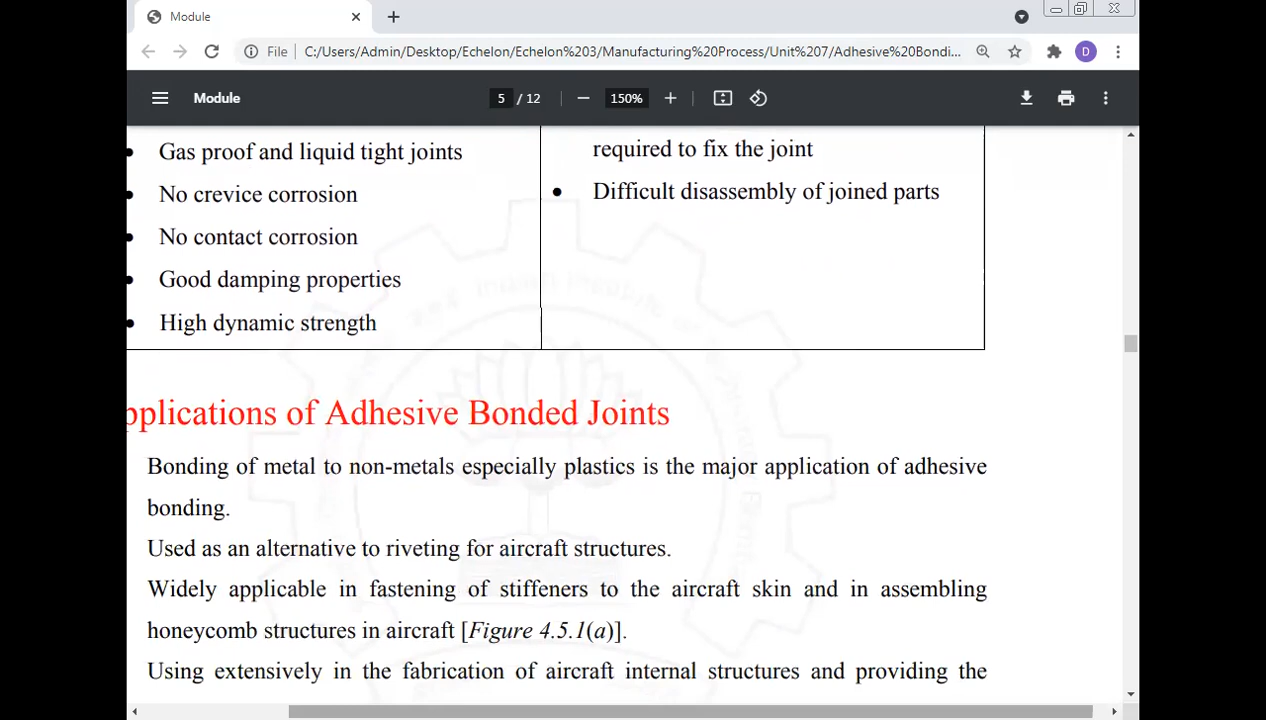 Module
File
C:/Users/Admin/Desktop/Echelon/Echelon%203/Manufacturing%20Process/Unit%207/Adhesive%20Bondi...
D
Module
5 / 12
150%
• Gas proof and liquid tight joints
• No crevice corrosion
• No contact corrosion
• Good damping properties
• High dynamic strength
required to fix the joint
• Difficult disassembly of joined parts
pplications of Adhesive Bonded Joints
Bonding of metal to non-metals especially plastics is the major application of adhesive
bonding.
Used as an alternative to riveting for aircraft structures.
Widely applicable in fastening of stiffeners to the aircraft skin and in assembling
honeycomb structures in aircraft [Figure 4.5.1(a)].
Using extensively in the fabrication of aircraft internal structures and providing the